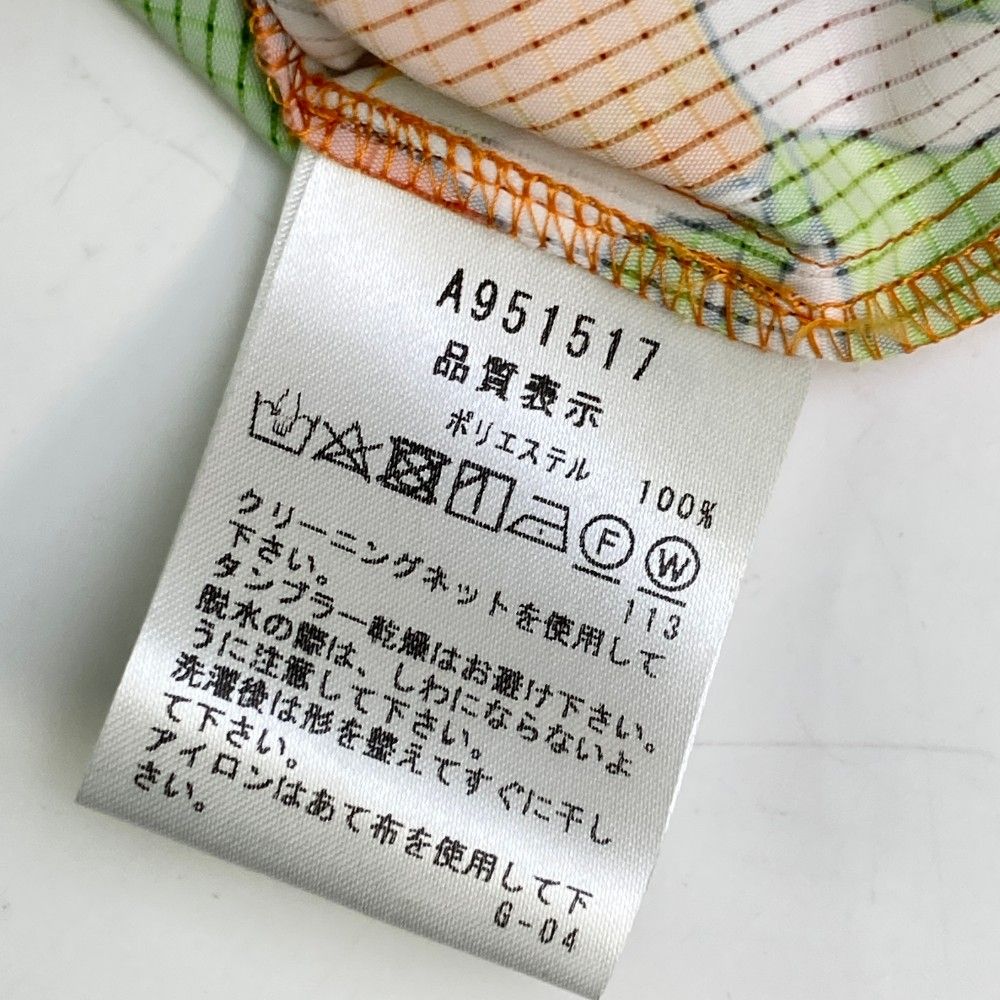 A951517
品質表示
ポリエステル 100%
F W
113
クリーニングネットを使用して
下さい。
タンブラー乾燥はお避け下さい。
脱水の際は、しわにならないよ
うに注意して下さい。
洗濯後は形を整えてすぐに干し
て下さい。
アイロンはあて布を使用して下
さい。
G-04